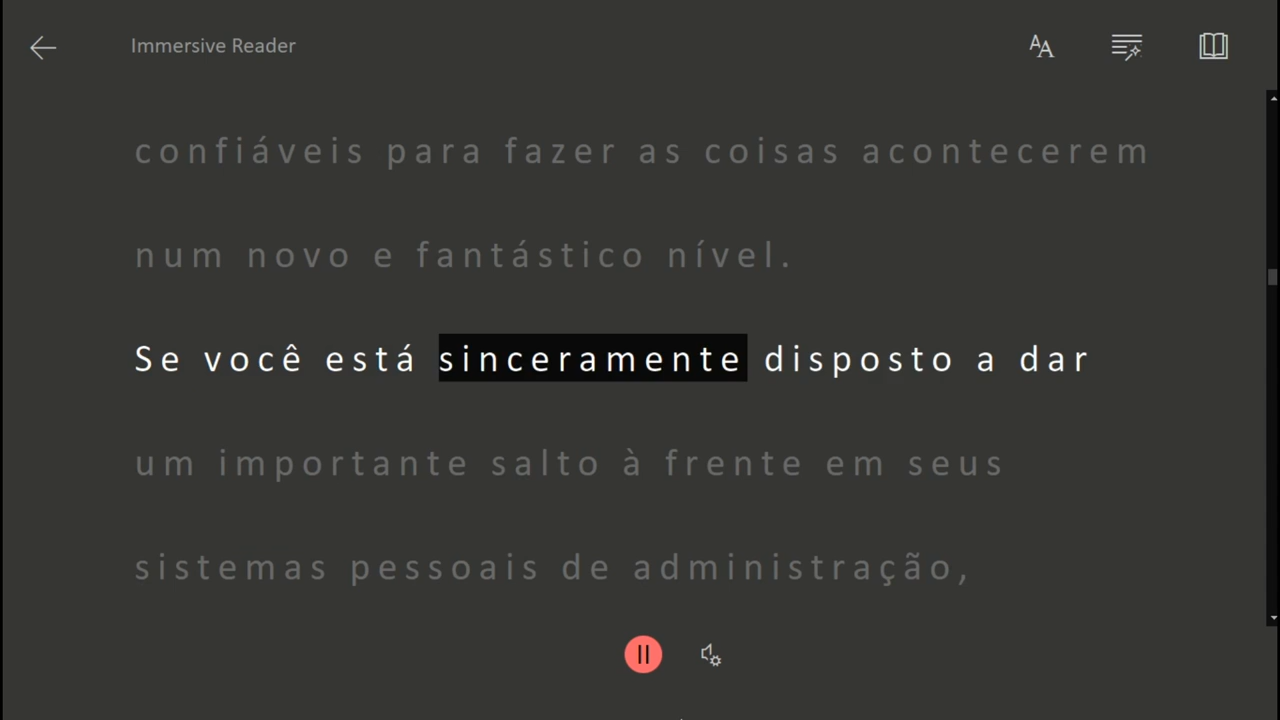 Immersive Reader
confiáveis para fazer as coisas acontecerem
num novo e fantástico nível.
Se você está sinceramente disposto a dar
um importante salto à frente em seus
sistemas pessoais de administração,